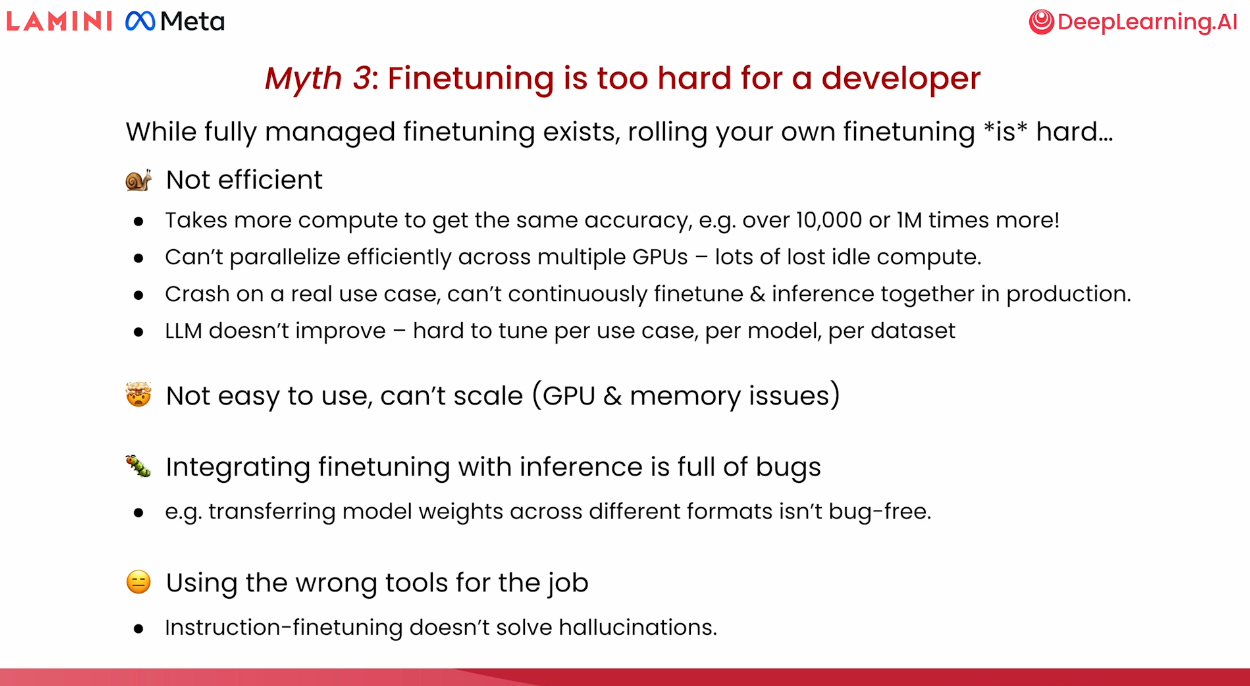 LAMINI Meta DeepLearning.AI
Myth 3: Finetuning is too hard for a developer
While fully managed finetuning exists, rolling your own finetuning *is* hard…
🐌 Not efficient
● Takes more compute to get the same accuracy, e.g. over 10,000 or 1M times more!
● Can’t parallelize efficiently across multiple GPUs – lots of lost idle compute.
● Crash on a real use case, can’t continuously finetune & inference together in production.
● LLM doesn’t improve – hard to tune per use case, per model, per dataset
🤯 Not easy to use, can’t scale (GPU & memory issues)
🐛 Integrating finetuning with inference is full of bugs
● e.g. transferring model weights across different formats isn’t bug-free.
😑 Using the wrong tools for the job
● Instruction-finetuning doesn’t solve hallucinations.